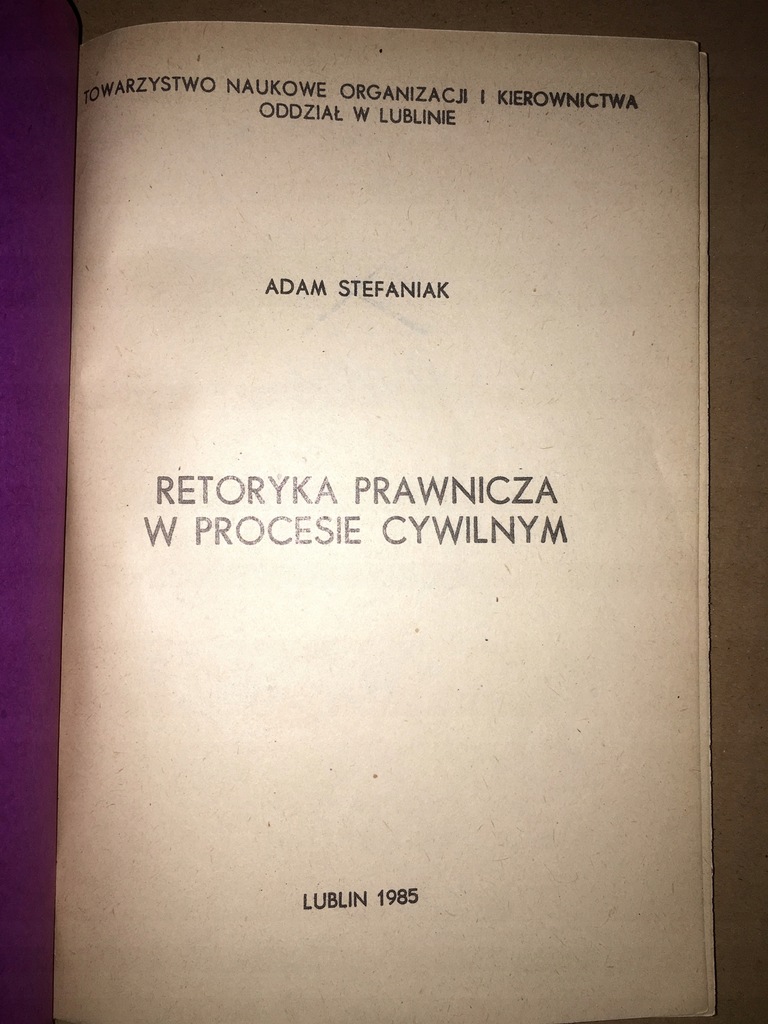 TOWARZYSTWO NAUKOWE ORGANIZACJI I KIEROWNICTWA
ODDZIAŁ W LUBLINIE
ADAM STEFANIAK
RETORYKA PRAWNICZA
W PROCESIE CYWILNYM
LUBLIN 1985